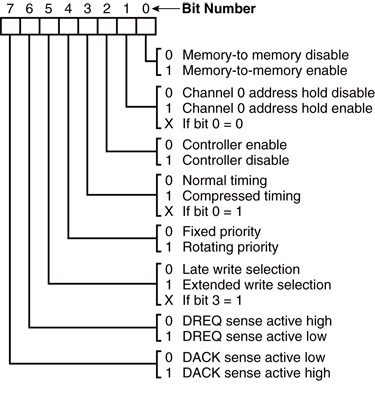 7 6 5 4 3 2 1 0 Bit Number
0 Memory-to memory disable
1 Memory-to-memory enable
0 Channel 0 address hold disable
1 Channel 0 address hold enable
X If bit 0 = 0
0 Controller enable
1 Controller disable
0 Normal timing
1 Compressed timing
X If bit 0 = 1
0 Fixed priority
1 Rotating priority
0 Late write selection
1 Extended write selection
X If bit 3 = 1
0 DREQ sense active high
1 DREQ sense active low
0 DACK sense active low
1 DACK sense active high